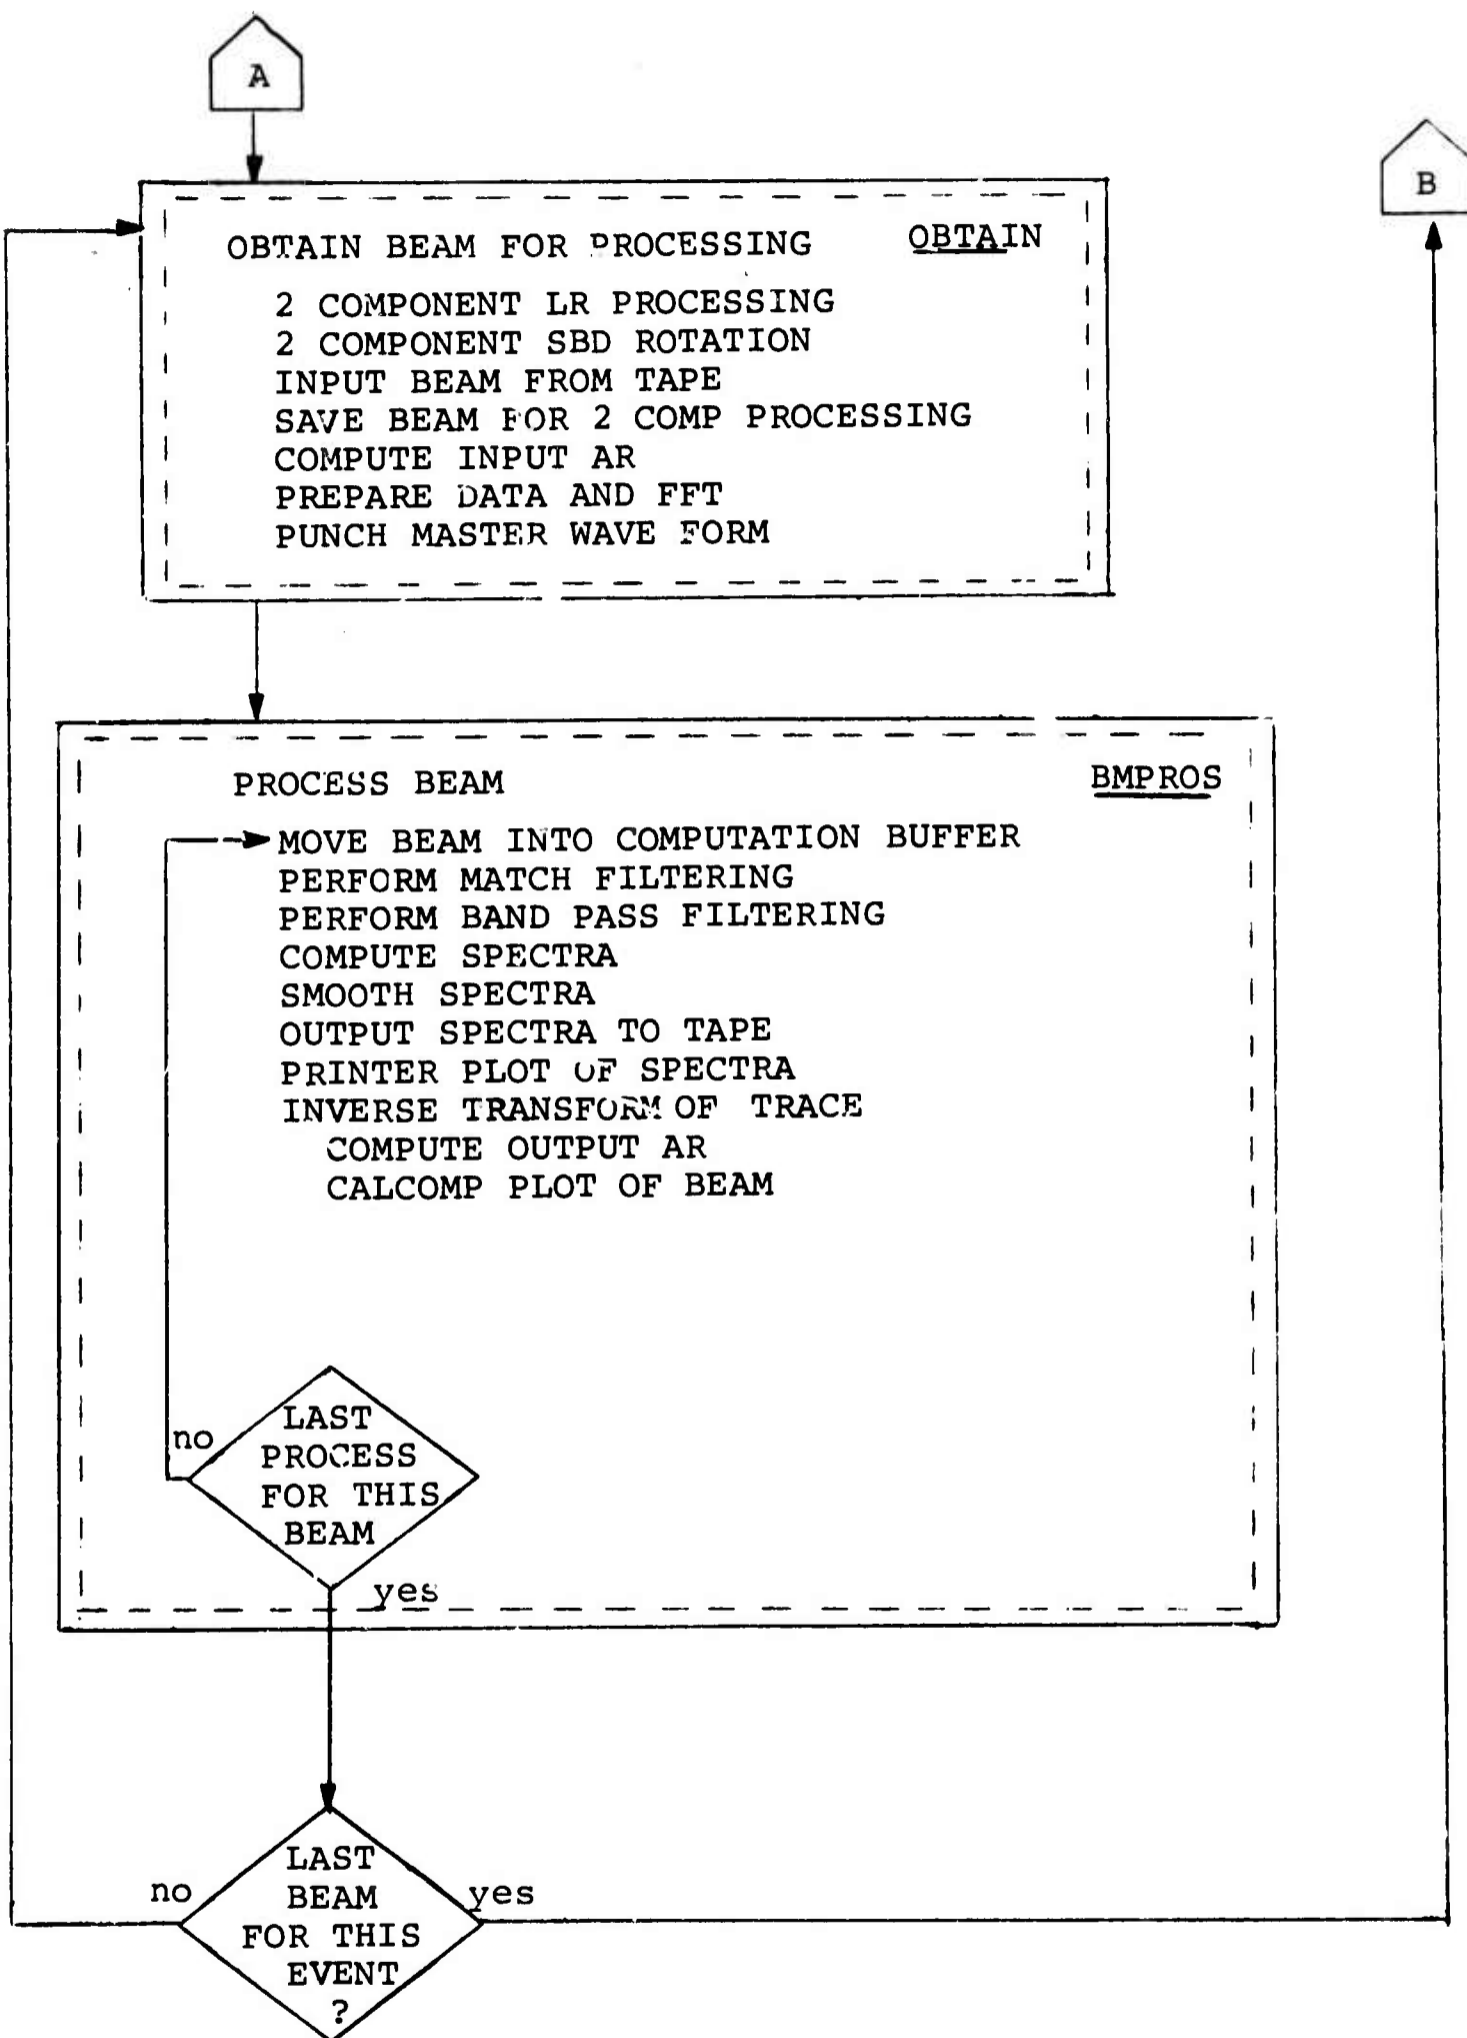 A
B
OBTAIN BEAM FOR PROCESSING OBTAIN
2 COMPONENT LR PROCESSING
2 COMPONENT SBD ROTATION
INPUT BEAM FROM TAPE
SAVE BEAM FOR 2 COMP PROCESSING
COMPUTE INPUT AR
PREPARE DATA AND FFT
PUNCH MASTER WAVE FORM
PROCESS BEAM BMPROS
MOVE BEAM INTO COMPUTATION BUFFER
PERFORM MATCH FILTERING
PERFORM BAND PASS FILTERING
COMPUTE SPECTRA
SMOOTH SPECTRA
OUTPUT SPECTRA TO TAPE
PRINTER PLOT OF SPECTRA
INVERSE TRANSFORM OF TRACE
COMPUTE OUTPUT AR
CALCOMP PLOT OF BEAM
no
LAST
PROCESS
FOR THIS
BEAM
yes
no
LAST
BEAM
FOR THIS
EVENT
?
yes